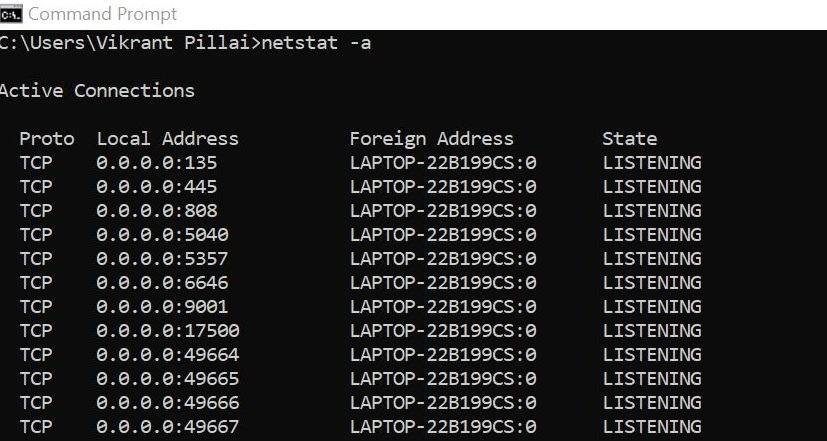 Command Prompt
C:\Users\Vikrant Pillai>netstat -a
Active Connections
Proto Local Address Foreign Address State
TCP 0.0.0.0:135 LAPTOP-22B199CS:0 LISTENING
TCP 0.0.0.0:445 LAPTOP-22B199CS:0 LISTENING
TCP 0.0.0.0:808 LAPTOP-22B199CS:0 LISTENING
TCP 0.0.0.0:5040 LAPTOP-22B199CS:0 LISTENING
TCP 0.0.0.0:5357 LAPTOP-22B199CS:0 LISTENING
TCP 0.0.0.0:6646 LAPTOP-22B199CS:0 LISTENING
TCP 0.0.0.0:9001 LAPTOP-22B199CS:0 LISTENING
TCP 0.0.0.0:17500 LAPTOP-22B199CS:0 LISTENING
TCP 0.0.0.0:49664 LAPTOP-22B199CS:0 LISTENING
TCP 0.0.0.0:49665 LAPTOP-22B199CS:0 LISTENING
TCP 0.0.0.0:49666 LAPTOP-22B199CS:0 LISTENING
TCP 0.0.0.0:49667 LAPTOP-22B199CS:0 LISTENING